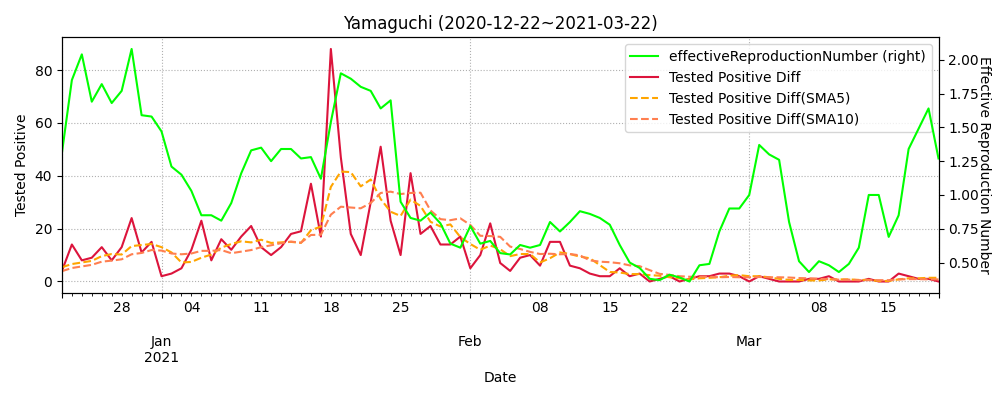 Yamaguchi (2020-12-22~2021-03-22)
effectiveReproductionNumber (right)
Tested Positive Diff
Tested Positive Diff(SMA5)
Tested Positive Diff(SMA10)
Tested Positive
80
60
40
20
0
Effective Reproduction Number
2.00
1.75
1.50
1.25
1.00
0.75
0.50
28 04 11 18 25 08 15 22 08 15
Jan Feb Mar
2021
Date